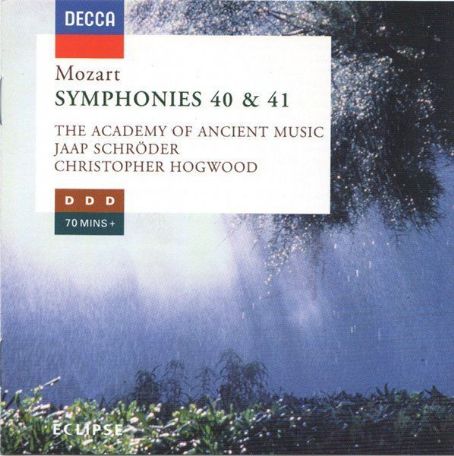 DECCA
Mozart
SYMPHONIES 40 & 41
THE ACADEMY OF ANCIENT MUSIC
JAAP SCHRÖDER
CHRISTOPHER HOGWOOD
D D D
70 MINS +
ECLIPSE